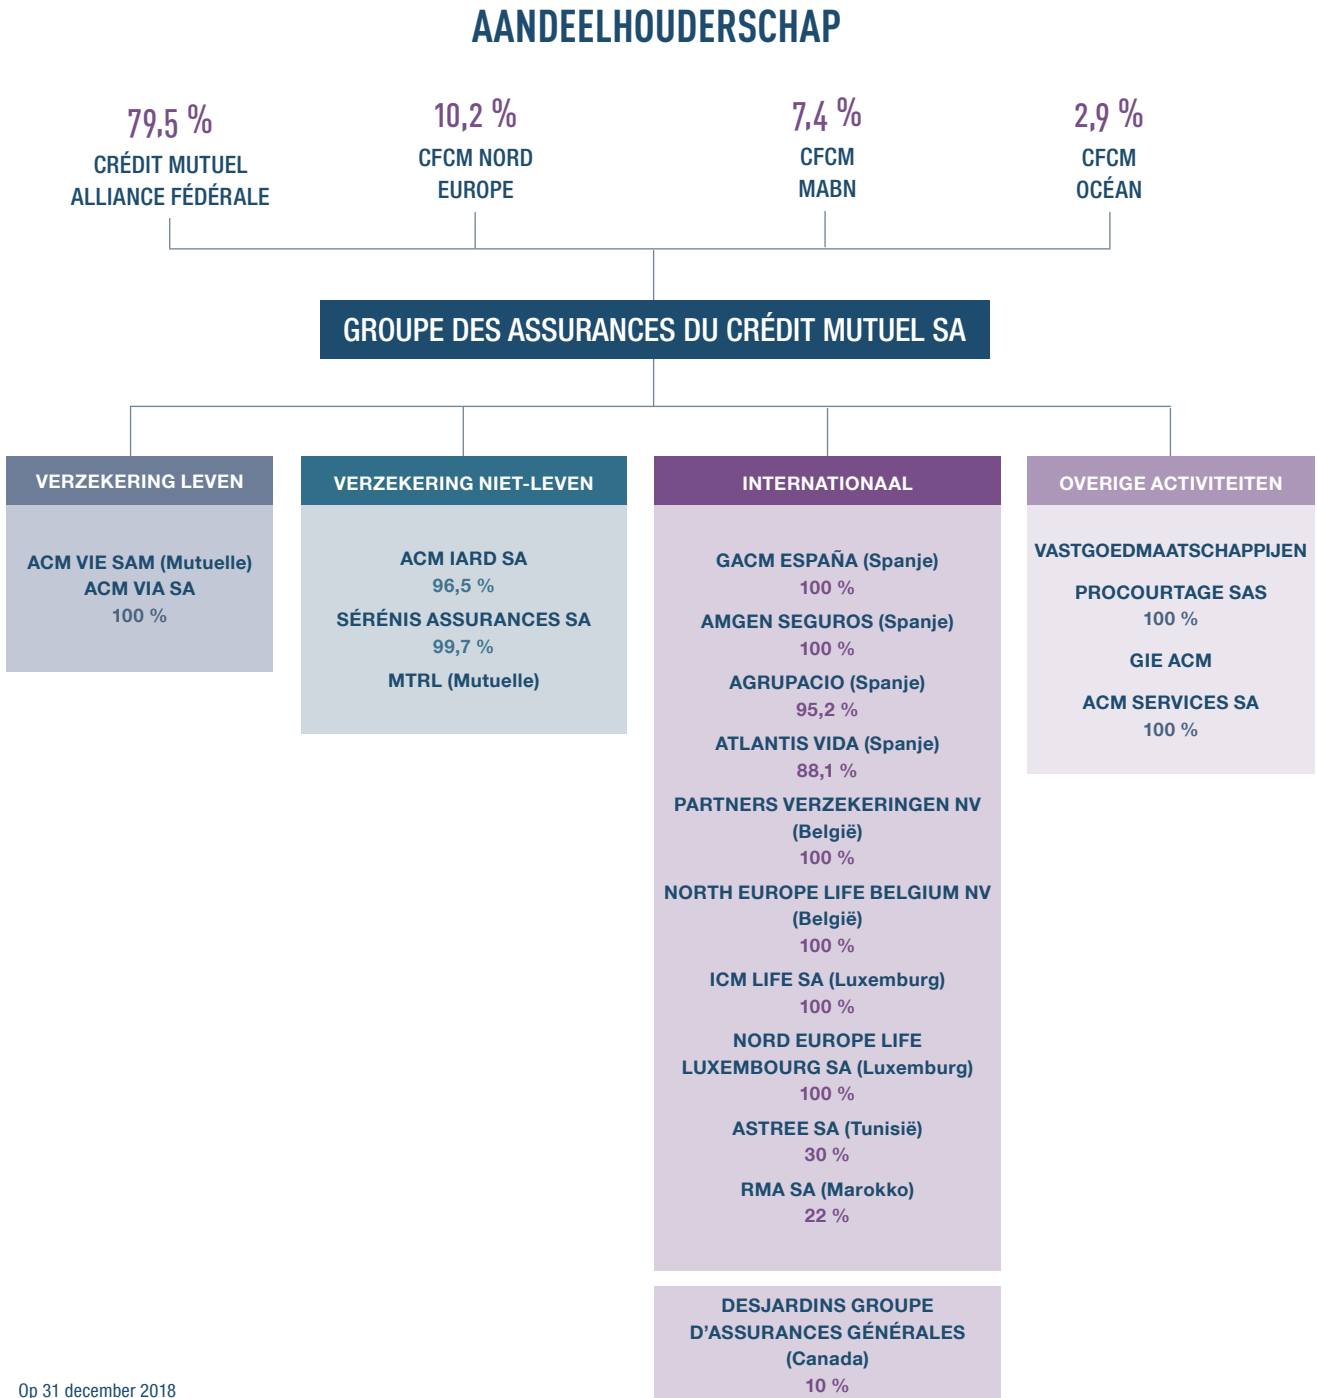 AANDEELHOUDERSCHAP
79,5 %
CRÉDIT MUTUEL
ALLIANCE FÉDÉRALE
10,2 %
CFCM NORD
EUROPE
7,4 %
CFCM
MABN
2,9 %
CFCM
OCÉAN
GROUPE DES ASSURANCES DU CRÉDIT MUTUEL SA
VERZEKERING LEVEN
ACM VIE SAM (Mutuelle)
ACM VIA SA
100 %
VERZEKERING NIET-LEVEN
ACM IARD SA
96,5 %
SÉRÉNIS ASSURANCES SA
99,7 %
MTRL (Mutuelle)
INTERNATIONAAL
GACM ESPAÑA (Spanje)
100 %
AMGEN SEGUROS (Spanje)
100 %
AGRUPACIO (Spanje)
95,2 %
ATLANTIS VIDA (Spanje)
88,1 %
PARTNERS VERZEKERINGEN NV
(België)
100 %
NORTH EUROPE LIFE BELGIUM NV
(België)
100 %
ICM LIFE SA (Luxemburg)
100 %
NORD EUROPE LIFE
LUXEMBOURG SA (Luxemburg)
100 %
ASTREE SA (Tunisië)
30 %
RMA SA (Marokko)
22 %
DESJARDINS GROUPE
D'ASSURANCES GÉNÉRALES
(Canada)
10 %
OVERIGE ACTIVITEITEN
VASTGOEDMAATSCHAPPIJEN
PROCOURTAGE SAS
100 %
GIE ACM
ACM SERVICES SA
100 %
Op 31 december 2018